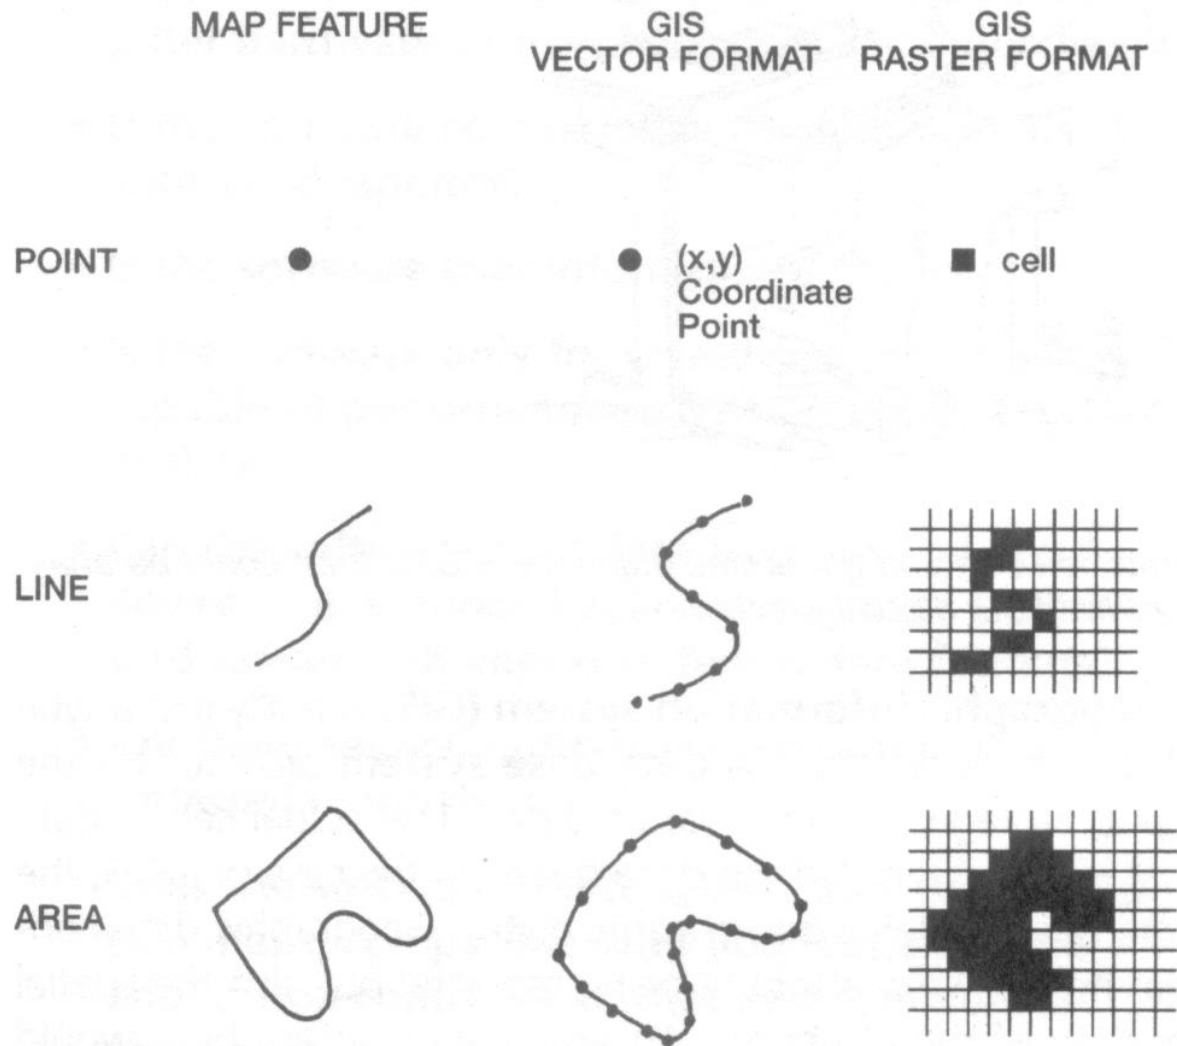 MAP FEATURE
GIS
VECTOR FORMAT
GIS
RASTER FORMAT
POINT
(x,y)
Coordinate
Point
cell
LINE
AREA